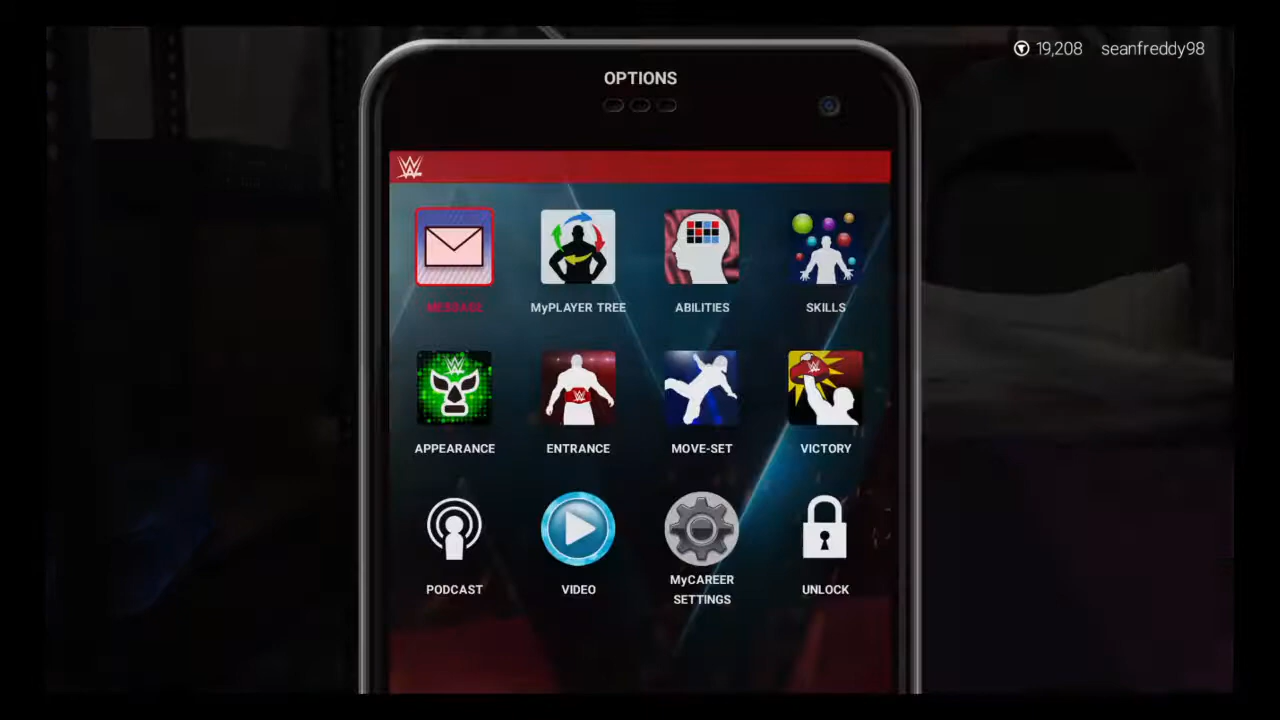 OPTIONS
19,208 seanfreddy98
W
MESSAGE
MyPLAYER TREE
ABILITIES
SKILLS
APPEARANCE
ENTRANCE
MOVE-SET
VICTORY
PODCAST
VIDEO
MyCAREER
SETTINGS
UNLOCK